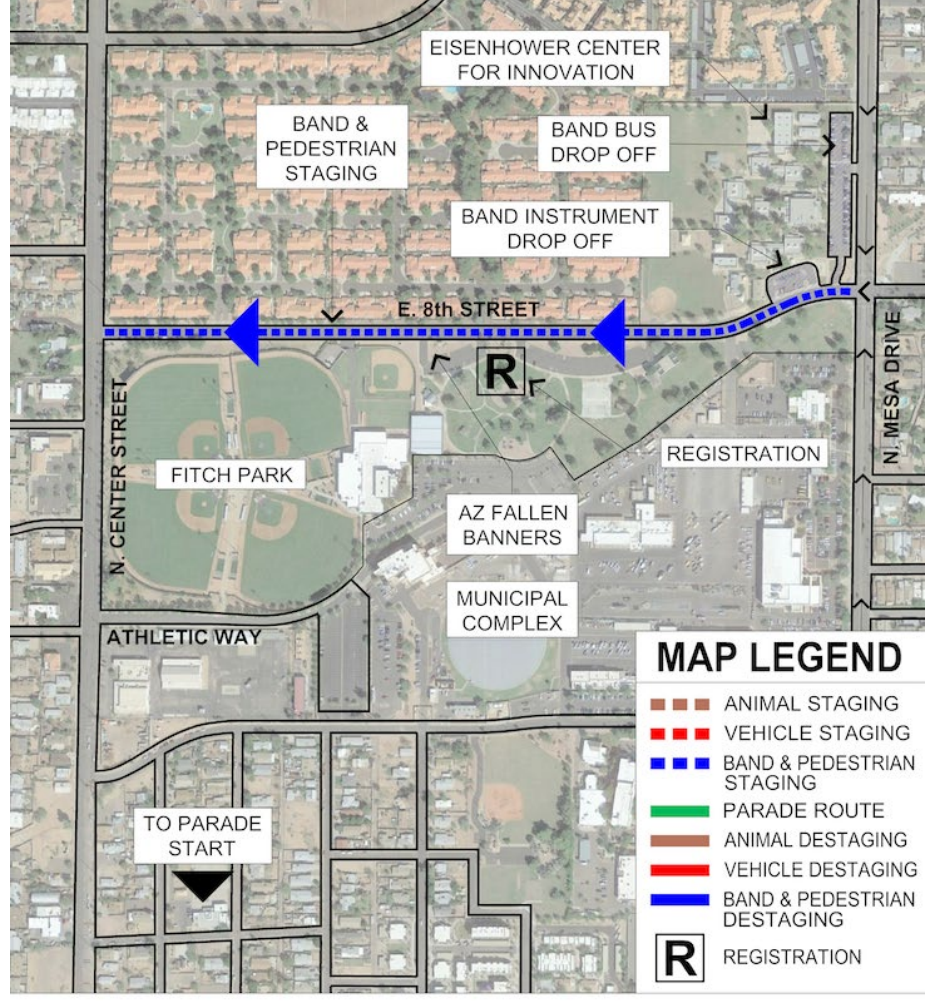 EISENHOWER CENTER
FOR INNOVATION
BAND &
PEDESTRIAN
STAGING
BAND BUS
DROP OFF
BAND INSTRUMENT
DROP OFF
E. 8th STREET
R
N. MESA DRIVE
N. CENTER STREET
REGISTRATION
FITCH PARK
AZ FALLEN
BANNERS
MUNICIPAL
COMPLEX
ATHLETIC WAY
TO PARADE
START
MAP LEGEND
ANIMAL STAGING
VEHICLE STAGING
BAND & PEDESTRIAN
STAGING
PARADE ROUTE
ANIMAL DESTAGING
VEHICLE DESTAGING
BAND & PEDESTRIAN
DESTAGING
R REGISTRATION